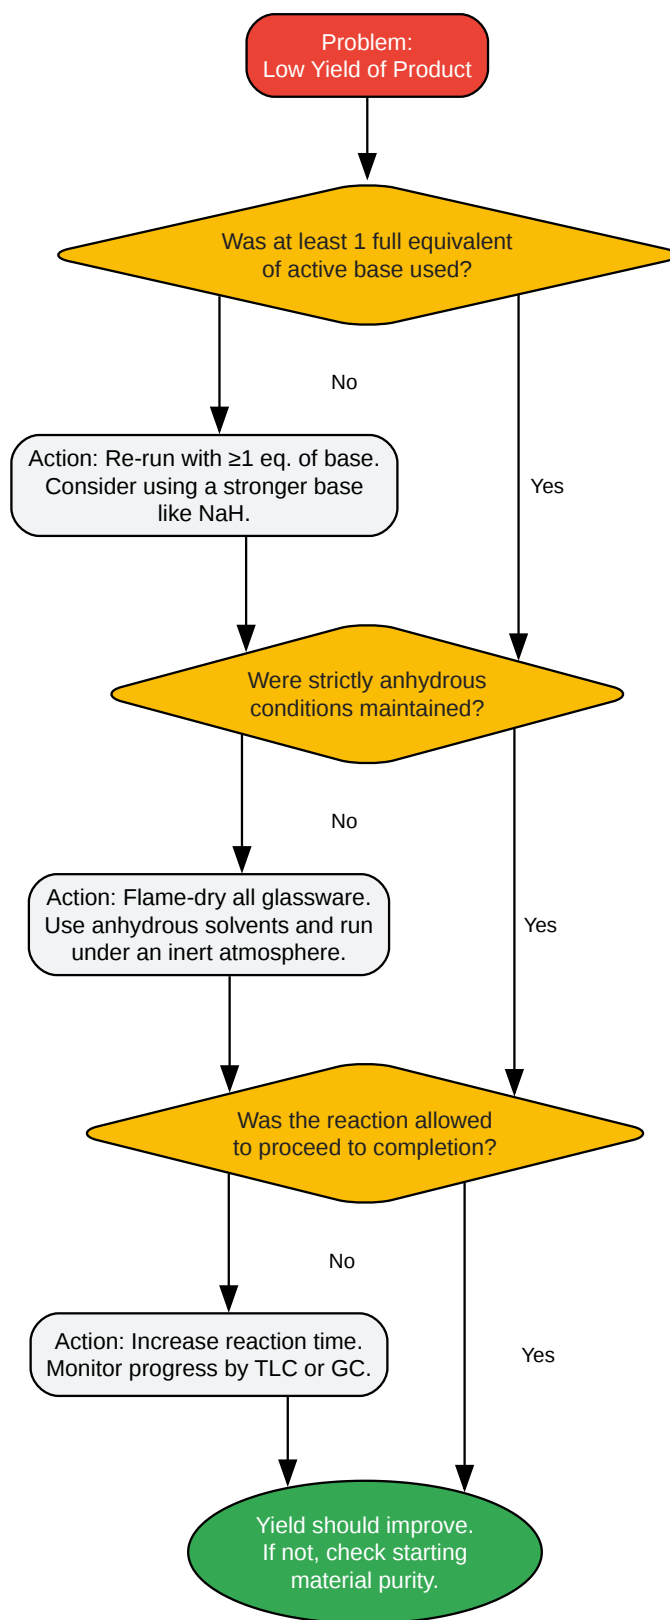 Problem:
Low Yield of Product
Was at least 1 full equivalent
of active base used?
No
Action: Re-run with ≥1 eq. of base.
Consider using a stronger base
like NaH.
Yes
Were strictly anhydrous
conditions maintained?
No
Action: Flame-dry all glassware.
Use anhydrous solvents and run
under an inert atmosphere.
Yes
Was the reaction allowed
to proceed to completion?
No
Action: Increase reaction time.
Monitor progress by TLC or GC.
Yes
Yield should improve.
If not, check starting
material purity.